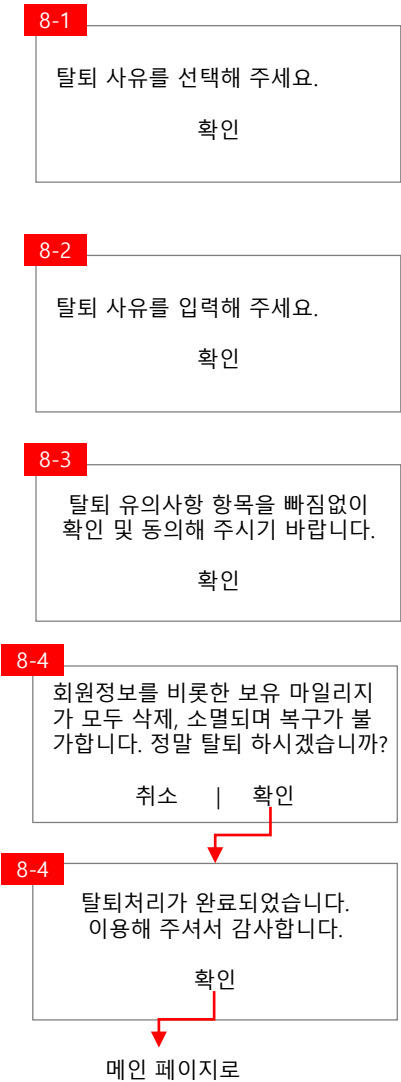 8-1
탈퇴 사유를 선택해 주세요.
확인
8-2
탈퇴 사유를 입력해 주세요.
확인
8-3
탈퇴 유의사항 항목을 빠짐없이
확인 및 동의해 주시기 바랍니다.
확인
8-4
회원정보를 비롯한 보유 마일리지
가 모두 삭제, 소멸되며 복구가 불
가합니다. 정말 탈퇴 하시겠습니까?
취소 | 확인
8-4
탈퇴처리가 완료되었습니다.
이용해 주셔서 감사합니다.
확인
메인 페이지로